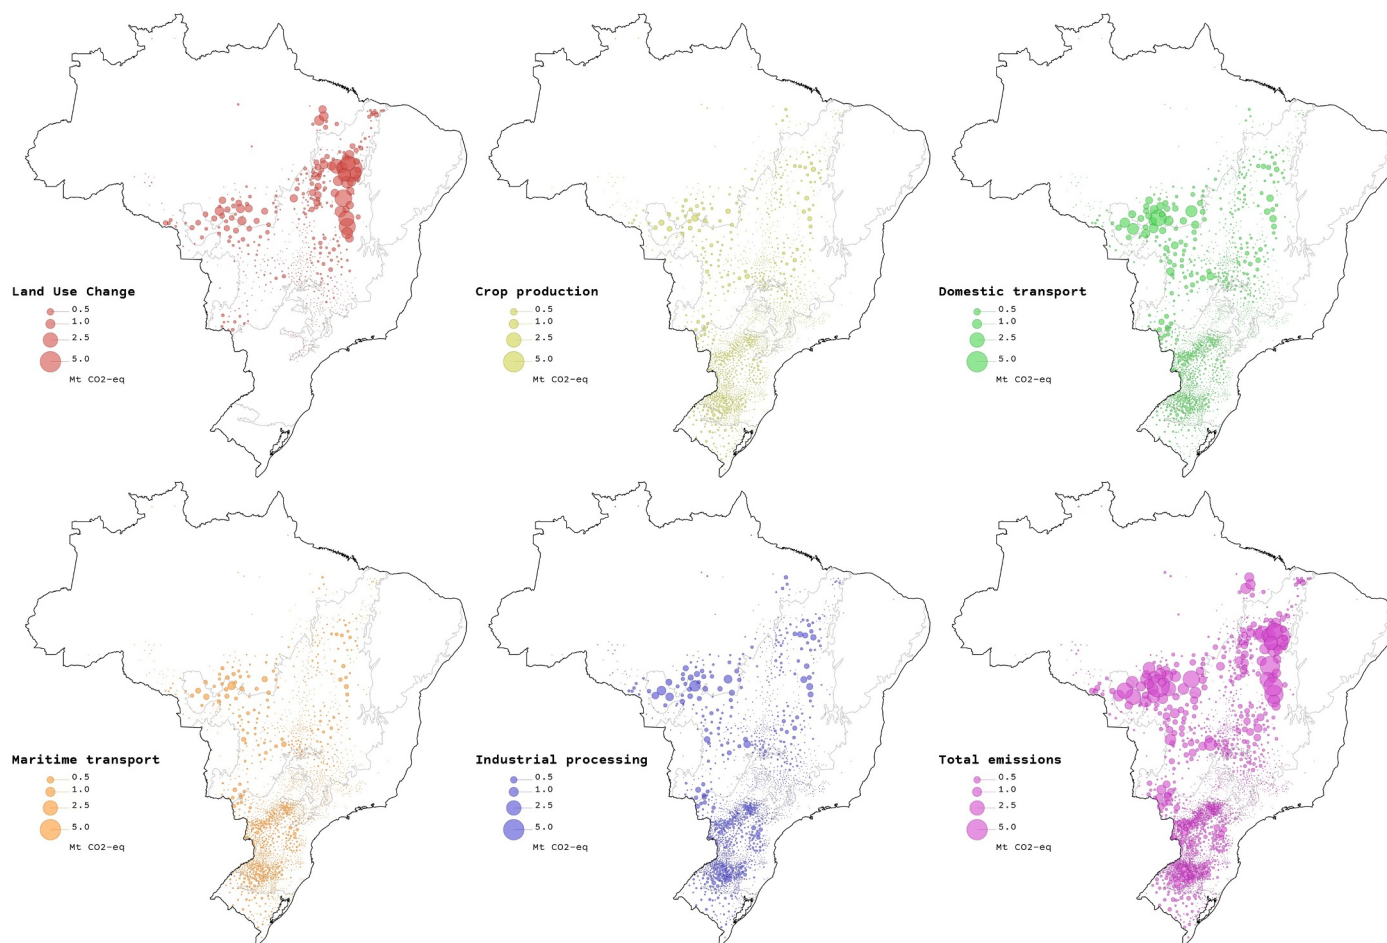 Land Use Change
0.5
1.0
2.5
5.0
Mt CO2-eq
Crop production
0.5
1.0
2.5
5.0
Mt CO2-eq
Domestic transport
0.5
1.0
2.5
5.0
Mt CO2-eq
Maritime transport
0.5
1.0
2.5
5.0
Mt CO2-eq
Industrial processing
0.5
1.0
2.5
5.0
Mt CO2-eq
Total emissions
0.5
1.0
2.5
5.0
Mt CO2-eq